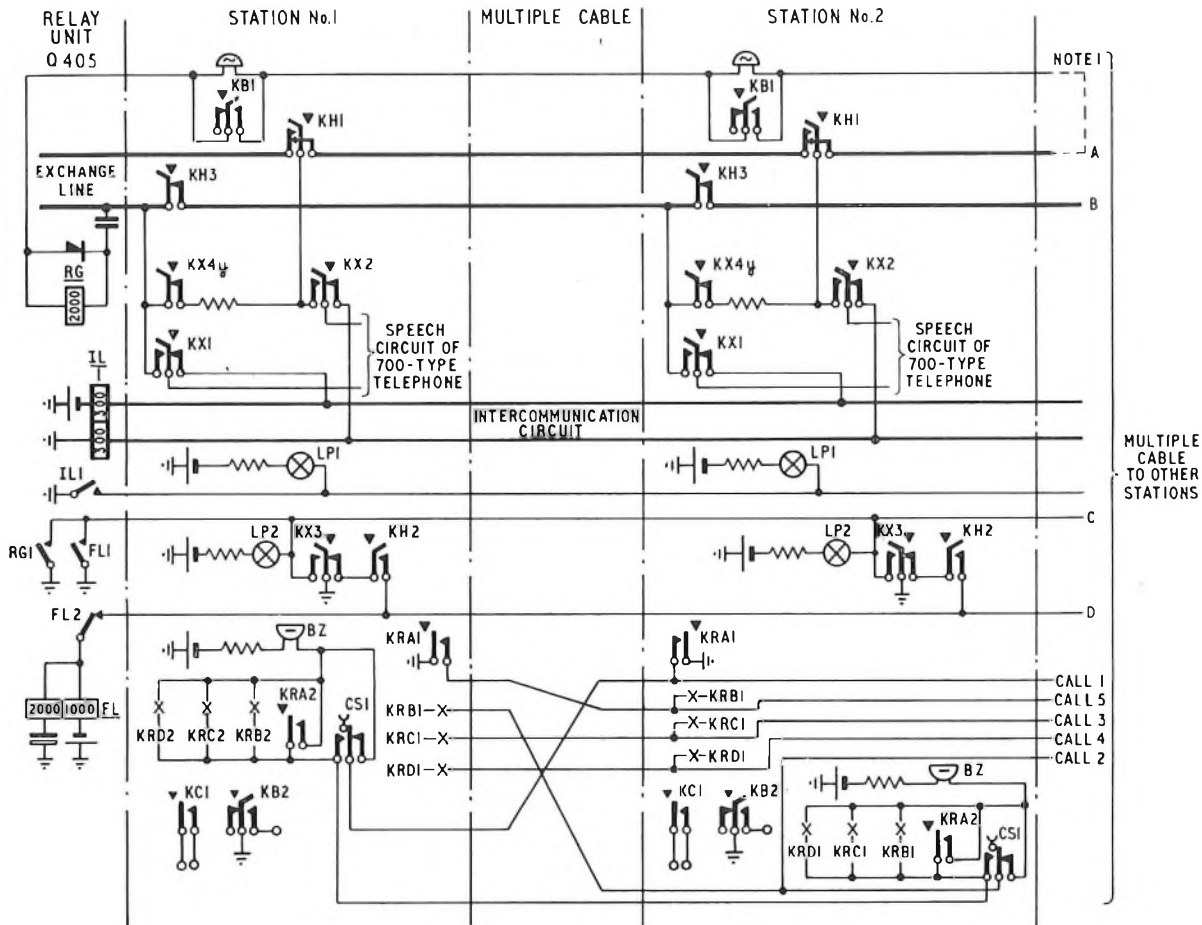 RELAY
UNIT
Q 405
STATION No.1
MULTIPLE CABLE
STATION No.2
NOTE 1
KB1
KB1
KH1
KH1
A
EXCHANGE
LINE
KH3
KH3
B
KX4y
KX2
KX4y
KX2
RG
2000
SPEECH
CIRCUIT OF
700-TYPE
TELEPHONE
SPEECH
CIRCUIT OF
700-TYPE
TELEPHONE
KX1
KX1
IL
300
300
INTERCOMMUNICATION
CIRCUIT
LP1
LP1
MULTIPLE
CABLE
TO OTHER
STATIONS
IL1
C
RG1
FL1
LP2
KX3
KH2
LP2
KX3
KH2
FL2
D
BZ
KRA1
KRA1
CALL 1
2000
1000
FL
KRA2
CS1
KRB1
KRB1
CALL 5
KRD2
KRC2
KRB2
KRC1
KRC1
CALL 3
KRD1
KRD1
CALL 4
CALL 2
KC1
KB2
KC1
KB2
BZ
KRD1
KRC1
KRB1
KRA2
CS1